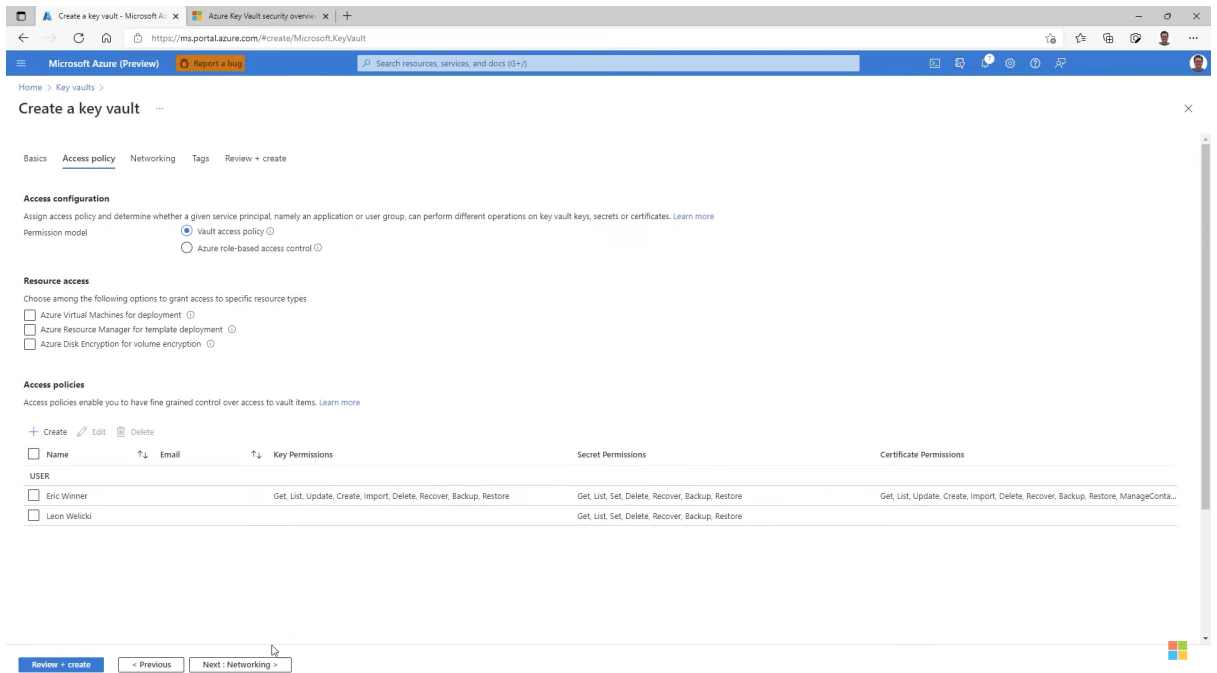 Create a key vault - Microsoft Az
Azure Key Vault security overvie
https://ms.portal.azure.com/#create/Microsoft.KeyVault
Microsoft Azure (Preview)
Report a bug
Search resources, services, and docs (G+/)
7
Home > Key vaults >
Create a key vault ...
Basics Access policy Networking Tags Review + create
Access configuration
Assign access policy and determine whether a given service principal, namely an application or user group, can perform different operations on key vault keys, secrets or certificates. Learn more
Permission model
Vault access policy
Azure role-based access control
Resource access
Choose among the following options to grant access to specific resource types
Azure Virtual Machines for deployment
Azure Resource Manager for template deployment
Azure Disk Encryption for volume encryption
Access policies
Access policies enable you to have fine grained control over access to vault items. Learn more
+ Create Edit Delete
Name Email Key Permissions Secret Permissions Certificate Permissions
USER
Eric Winner Get, List, Update, Create, Import, Delete, Recover, Backup, Restore Get, List, Set, Delete, Recover, Backup, Restore Get, List, Update, Create, Import, Delete, Recover, Backup, Restore, ManageConta...
Leon Welicki Get, List, Set, Delete, Recover, Backup, Restore
Review + create < Previous Next : Networking >